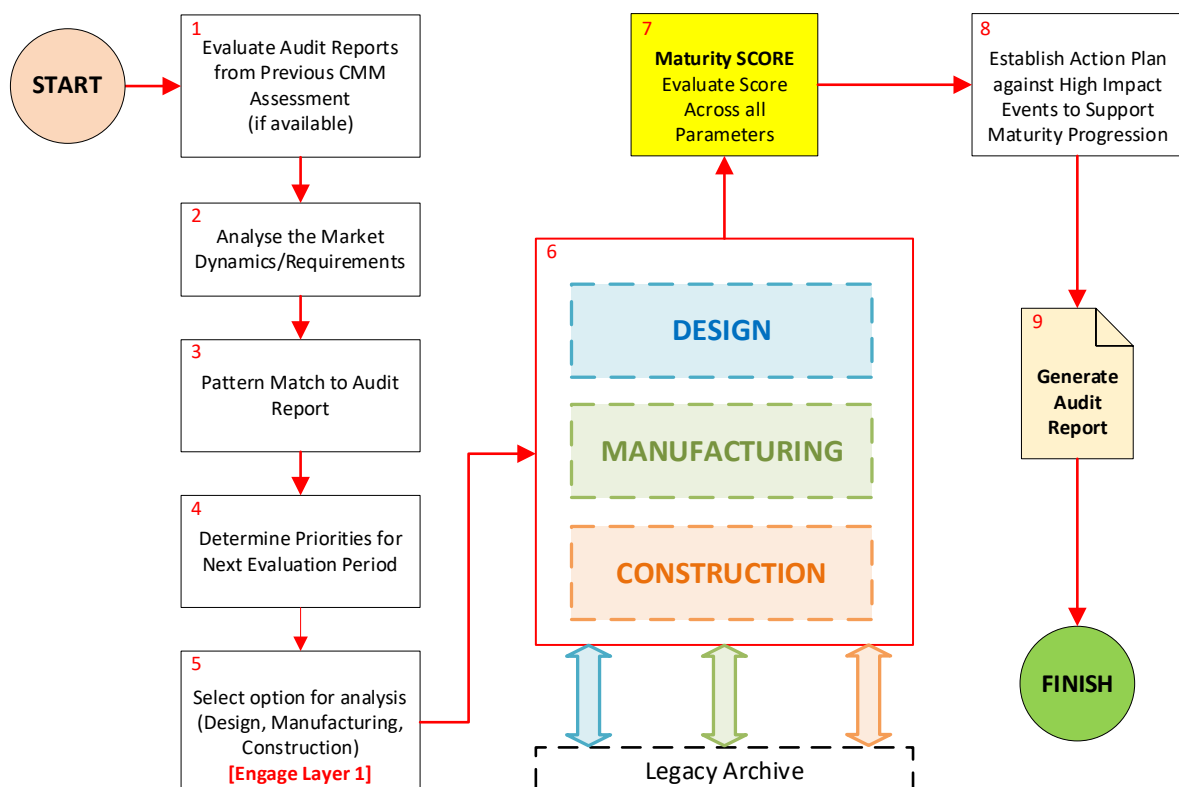 START
1
Evaluate Audit Reports
from Previous CMM
Assessment
(if available)
2
Analyse the Market
Dynamics/Requirements
3
Pattern Match to Audit
Report
4
Determine Priorities for
Next Evaluation Period
5
Select option for analysis
(Design, Manufacturing,
Construction)
[Engage Layer 1]
6
DESIGN
MANUFACTURING
CONSTRUCTION
Legacy Archive
7
Maturity SCORE
Evaluate Score
Across all
Parameters
8
Establish Action Plan
against High Impact
Events to Support
Maturity Progression
9
Generate
Audit
Report
FINISH